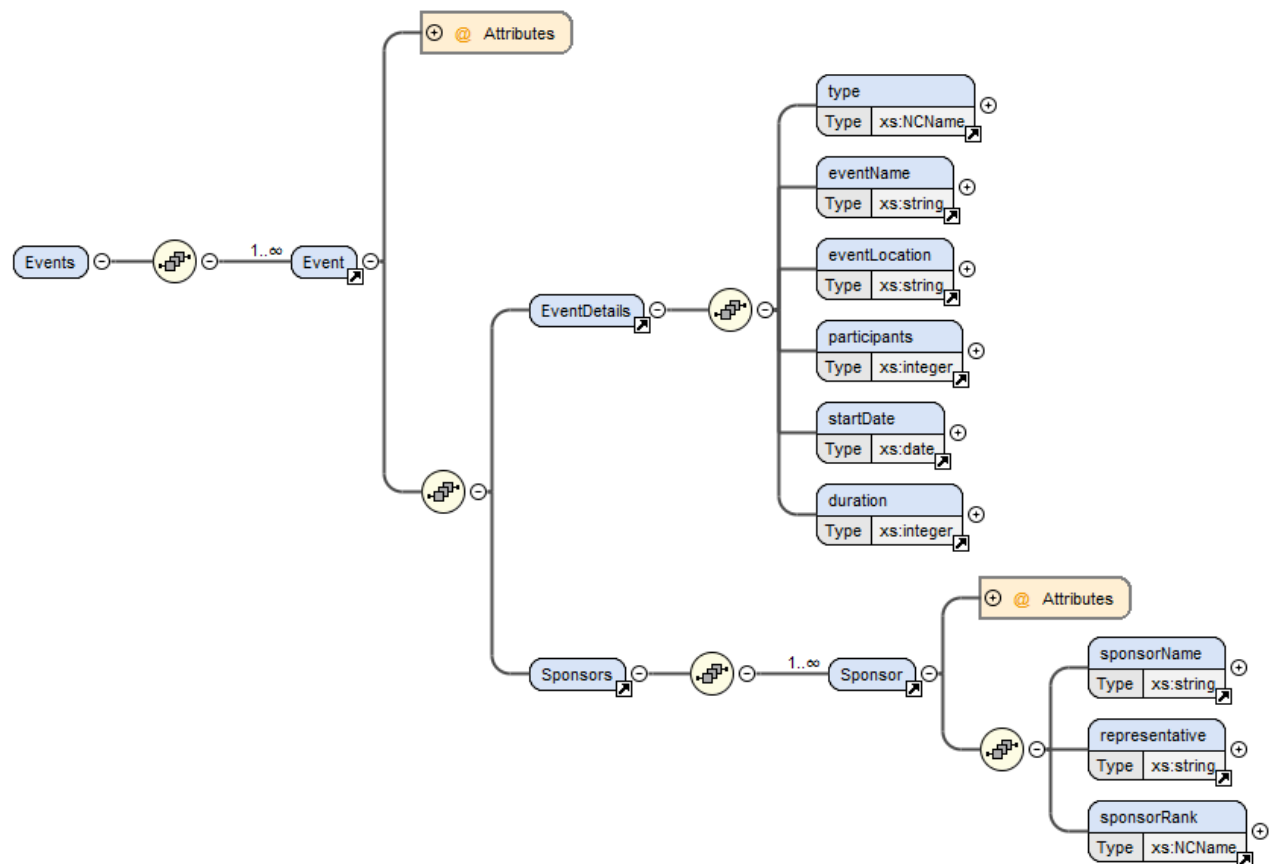 @ Attributes
type
Type xs:NCName
eventName
Type xs:string
eventLocation
Type xs:string
Events
1..∞
Event
EventDetails
participants
Type xs:integer
startDate
Type xs:date
duration
Type xs:integer
@ Attributes
Sponsors
1..∞
Sponsor
sponsorName
Type xs:string
representative
Type xs:string
sponsorRank
Type xs:NCName